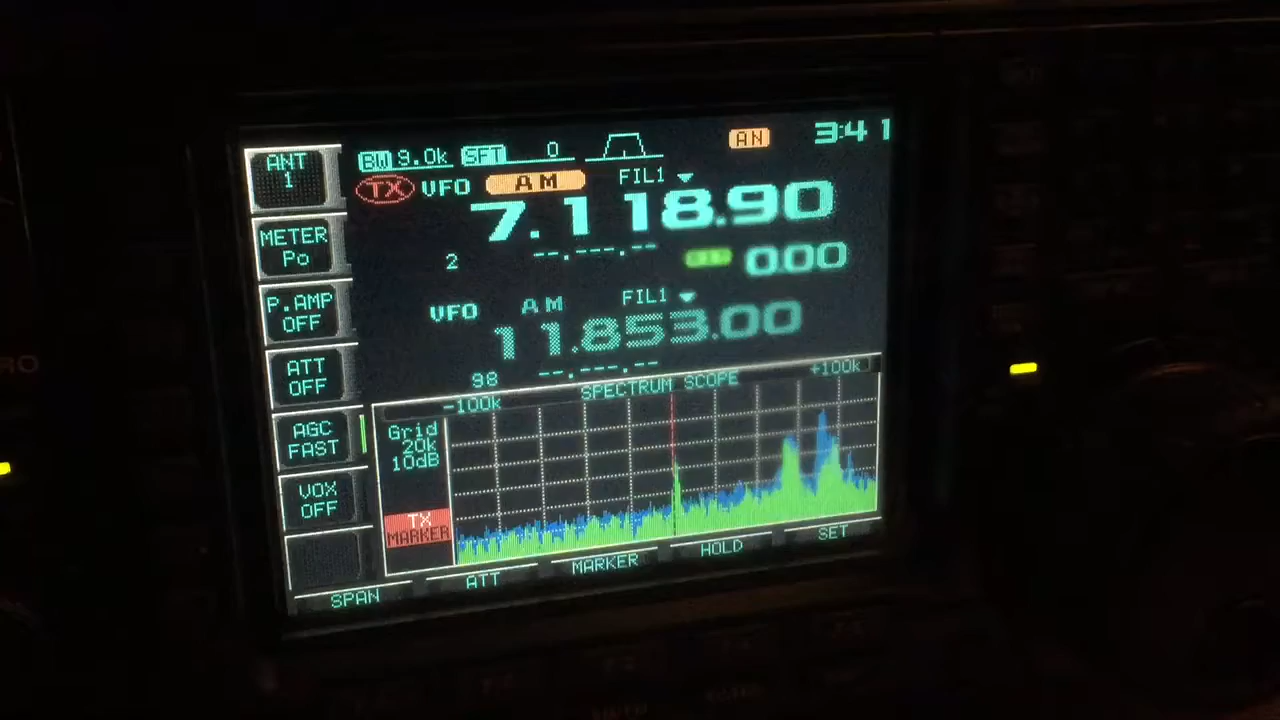 ANT
1
BW 9.0k SFT 0
AN
3:41
TX VFO AM FIL1
7.118.90
METER
Po
2 --.---.-- 0.00
P.AMP
OFF
VFO AM FIL1
11.853.00
98 --.---.--
ATT
OFF
-100k SPECTRUM SCOPE +100k
AGC
FAST
Grid
20k
10dB
VOX
OFF
TX
MARKER
SPAN ATT MARKER HOLD SET